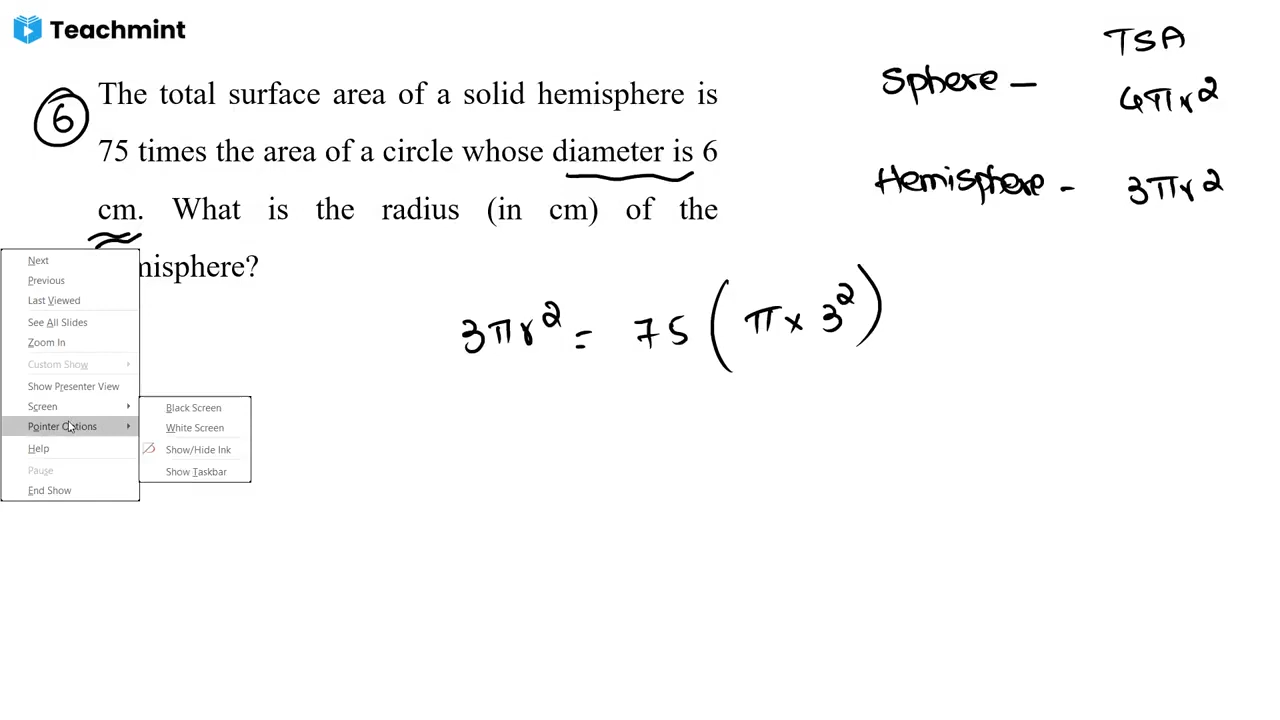 Teachmint
TSA
Sphere – 4πr²
Hemisphere - 3πr²
6
The total surface area of a solid hemisphere is
75 times the area of a circle whose diameter is 6
cm. What is the radius (in cm) of the
misphere?
3πr² = 75 (π × 3²)
Next
Previous
Last Viewed
See All Slides
Zoom In
Custom Show
Show Presenter View
Screen
Pointer Options
Help
Pause
End Show
Black Screen
White Screen
Show/Hide Ink
Show Taskbar